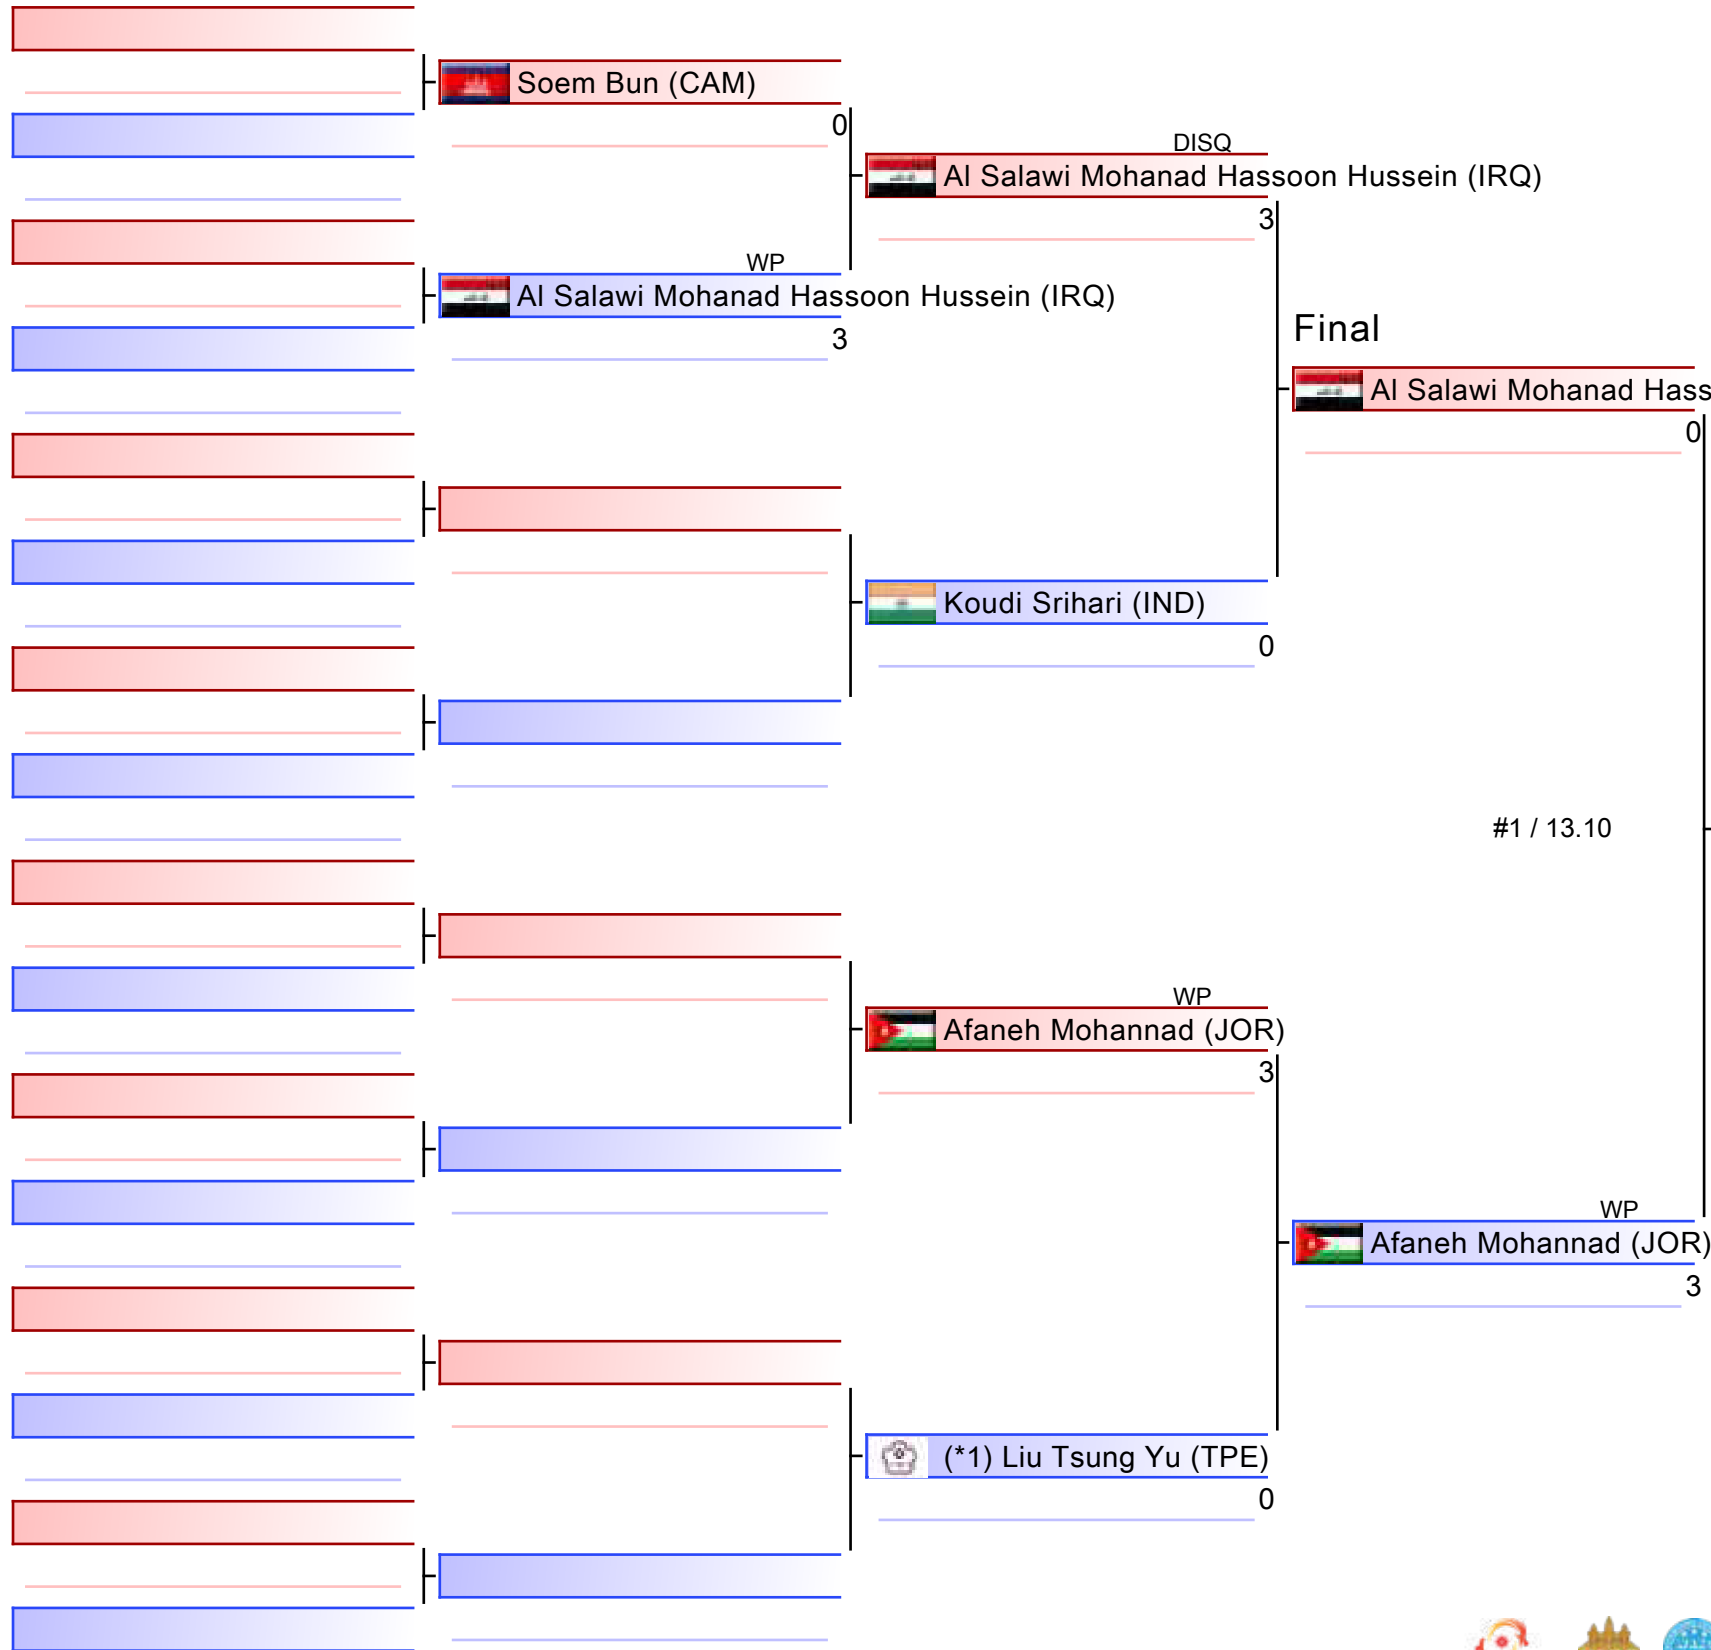 Soem Bun (CAM)
0
DISQ
Al Salawi Mohanad Hassoon Hussein (IRQ)
3
WP
Al Salawi Mohanad Hassoon Hussein (IRQ)
3
Final
Al Salawi Mohanad Hass
0
Koudi Srihari (IND)
0
#1 / 13.10
WP
Afaneh Mohannad (JOR)
3
WP
Afaneh Mohannad (JOR)
3
(*1) Liu Tsung Yu (TPE)
0